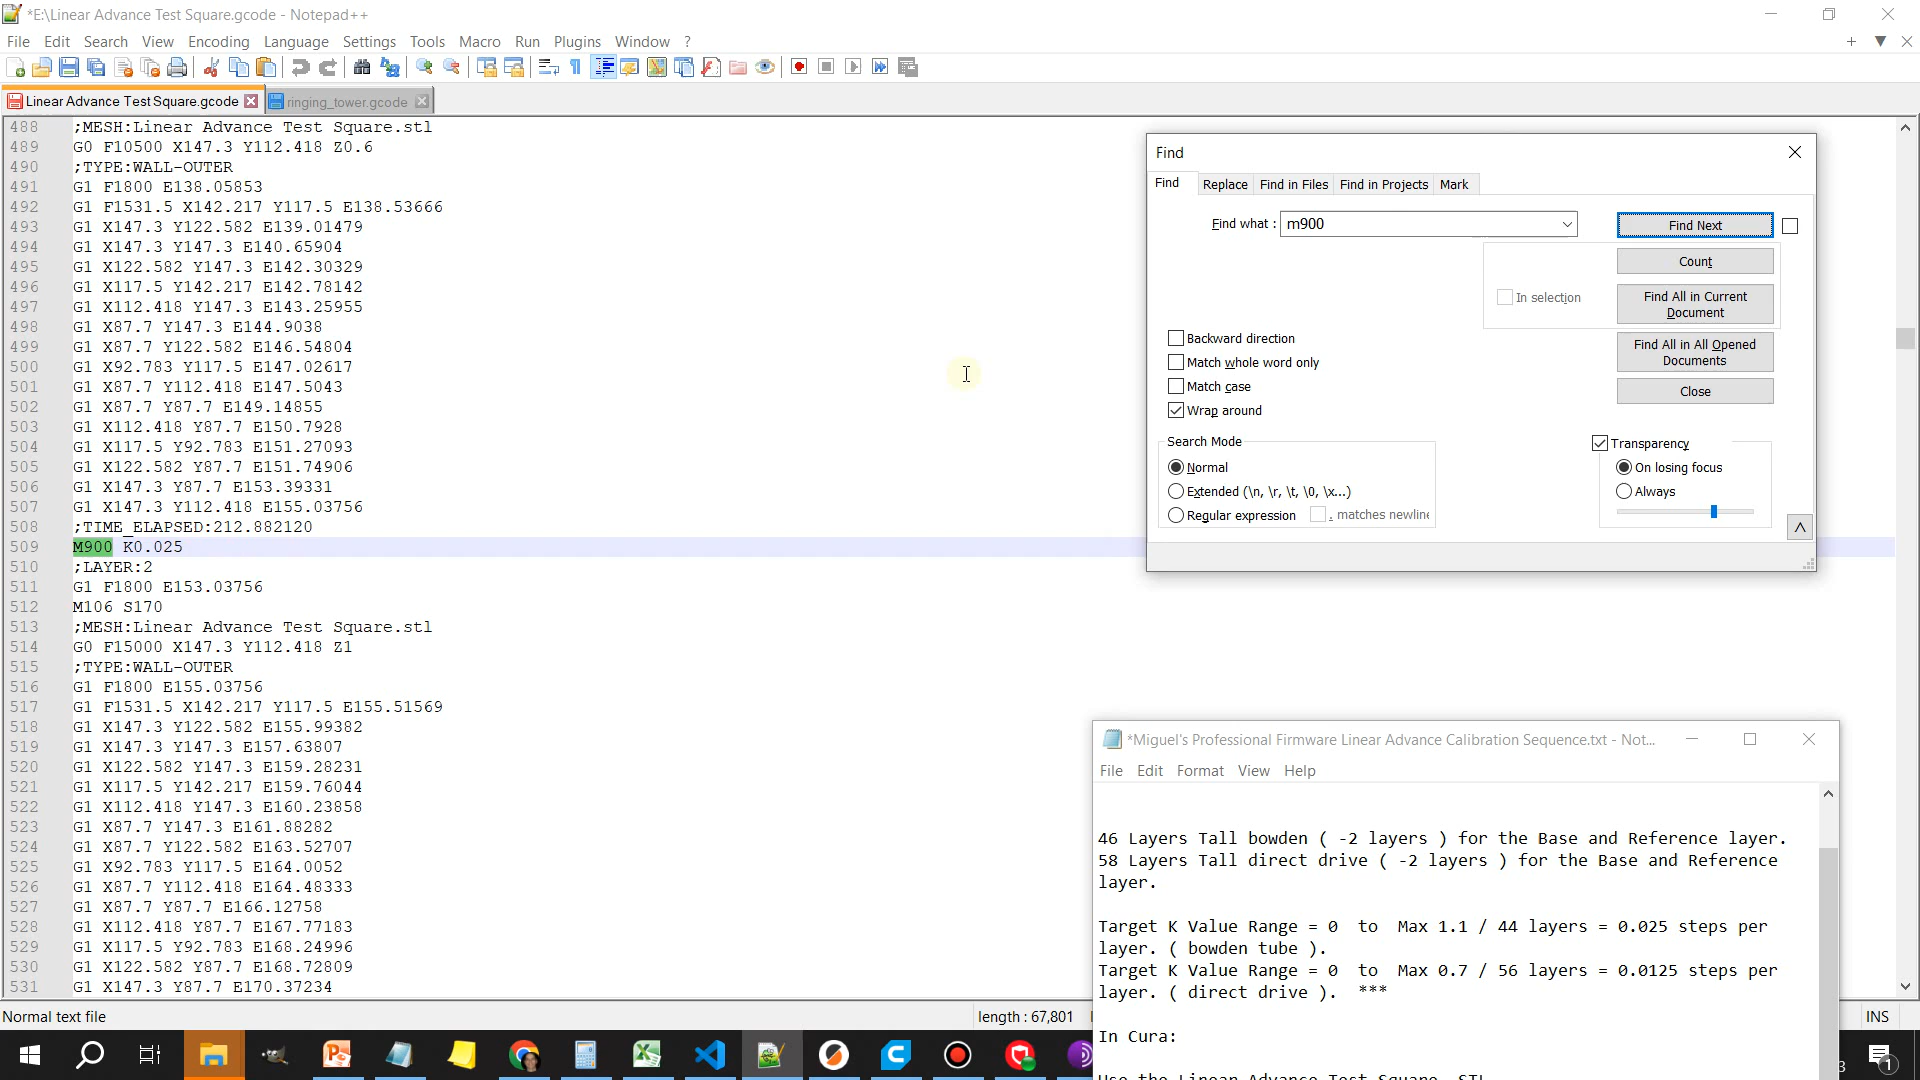 *E:\Linear Advance Test Square.gcode - Notepad++
File Edit Search View Encoding Language Settings Tools Macro Run Plugins Window ?
Linear Advance Test Square.gcode ringing_tower.gcode
488 ;MESH:Linear Advance Test Square.stl
489 G0 F10500 X147.3 Y112.418 Z0.6
490 ;TYPE:WALL-OUTER
491 G1 F1800 E138.05853
492 G1 F1531.5 X142.217 Y117.5 E138.53666
493 G1 X147.3 Y122.582 E139.01479
494 G1 X147.3 Y147.3 E140.65904
495 G1 X122.582 Y147.3 E142.30329
496 G1 X117.5 Y142.217 E142.78142
497 G1 X112.418 Y147.3 E143.25955
498 G1 X87.7 Y147.3 E144.9038
499 G1 X87.7 Y122.582 E146.54804
500 G1 X92.783 Y117.5 E147.02617
501 G1 X87.7 Y112.418 E147.5043
502 G1 X87.7 Y87.7 E149.14855
503 G1 X112.418 Y87.7 E150.7928
504 G1 X117.5 Y92.783 E151.27093
505 G1 X122.582 Y87.7 E151.74906
506 G1 X147.3 Y87.7 E153.39331
507 G1 X147.3 Y112.418 E155.03756
508 ;TIME_ELAPSED:212.882120
509 M900 K0.025
510 ;LAYER:2
511 G1 F1800 E153.03756
512 M106 S170
513 ;MESH:Linear Advance Test Square.stl
514 G0 F15000 X147.3 Y112.418 Z1
515 ;TYPE:WALL-OUTER
516 G1 F1800 E155.03756
517 G1 F1531.5 X142.217 Y117.5 E155.51569
518 G1 X147.3 Y122.582 E155.99382
519 G1 X147.3 Y147.3 E157.63807
520 G1 X122.582 Y147.3 E159.28231
521 G1 X117.5 Y142.217 E159.76044
522 G1 X112.418 Y147.3 E160.23858
523 G1 X87.7 Y147.3 E161.88282
524 G1 X87.7 Y122.582 E163.52707
525 G1 X92.783 Y117.5 E164.0052
526 G1 X87.7 Y112.418 E164.48333
527 G1 X87.7 Y87.7 E166.12758
528 G1 X112.418 Y87.7 E167.77183
529 G1 X117.5 Y92.783 E168.24996
530 G1 X122.582 Y87.7 E168.72809
531 G1 X147.3 Y87.7 E170.37234
Find
Find Replace Find in Files Find in Projects Mark
Find what : m900 Find Next
Count
In selection
Find All in Current
Document
Find All in All Opened
Documents
Close
Backward direction
Match whole word only
Match case
Wrap around
Search Mode
Normal
Extended (\n, \r, \t, \0, \x...)
Regular expression . matches newline
Transparency
On losing focus
Always
*Miguel's Professional Firmware Linear Advance Calibration Sequence.txt - Not...
File Edit Format View Help
46 Layers Tall bowden ( -2 layers ) for the Base and Reference layer.
58 Layers Tall direct drive ( -2 layers ) for the Base and Reference
layer.
Target K Value Range = 0 to Max 1.1 / 44 layers = 0.025 steps per
layer. ( bowden tube ).
Target K Value Range = 0 to Max 0.7 / 56 layers = 0.0125 steps per
layer. ( direct drive ). ***
In Cura:
Use the Linear Advance Test Square STL
Normal text file length : 67,801 INS
3 1